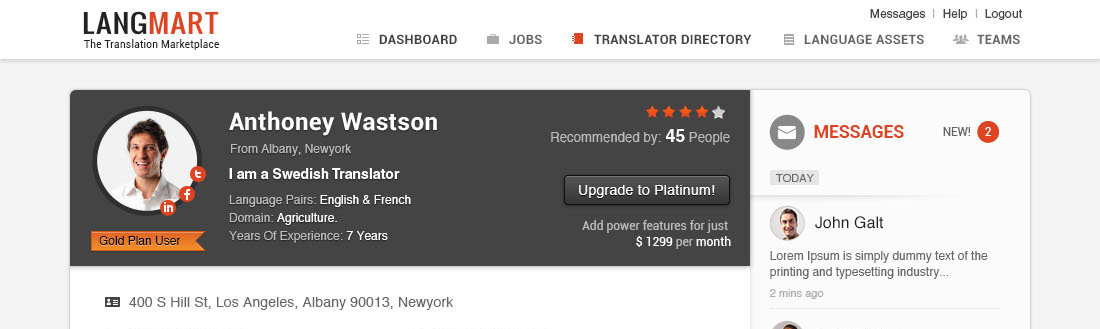 LANGMART
The Translation Marketplace
Messages | Help | Logout
DASHBOARD JOBS TRANSLATOR DIRECTORY LANGUAGE ASSETS TEAMS
Anthoney Wastson
From Albany, Newyork
I am a Swedish Translator
Language Pairs: English & French
Domain: Agriculture.
Years Of Experience: 7 Years
Gold Plan User
Recommended by: 45 People
Upgrade to Platinum!
Add power features for just
$ 1299 per month
400 S Hill St, Los Angeles, Albany 90013, Newyork
MESSAGES NEW! 2
TODAY
John Galt
Lorem Ipsum is simply dummy text of the
printing and typesetting industry...
2 mins ago